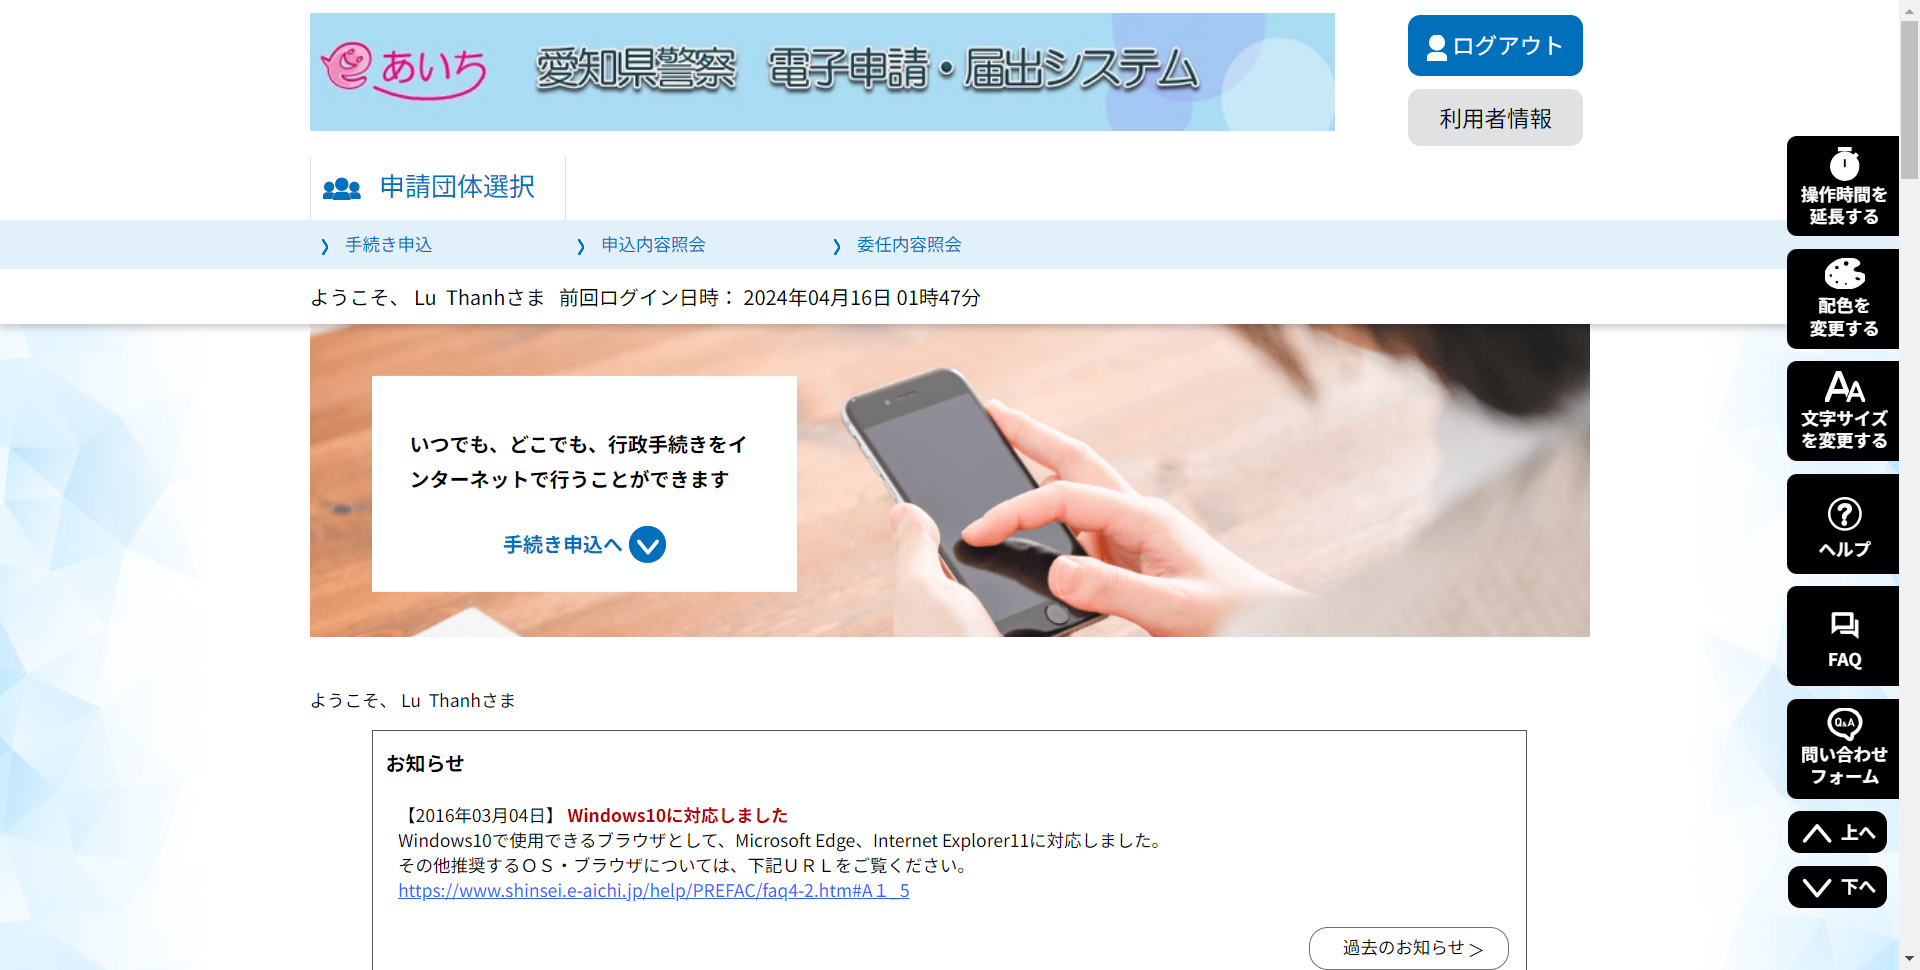 あいち 愛知県警察 電子申請・届出システム
ログアウト
利用者情報
申請団体選択
手続き申込
申込内容照会
委任内容照会
ようこそ、 Lu Thanhさま 前回ログイン日時： 2024年04月16日 01時47分
いつでも、どこでも、行政手続きをイ
ンターネットで行うことができます
手続き申込へ
ようこそ、 Lu Thanhさま
お知らせ
【2016年03月04日】 Windows10に対応しました
Windows10で使用できるブラウザとして、Microsoft Edge、Internet Explorer11に対応しました。
その他推奨するＯＳ・ブラウザについては、下記ＵＲＬをご覧ください。
https://www.shinsei.e-aichi.jp/help/PREFAC/faq4-2.htm#A１_5
過去のお知らせ ＞
操作時間を
延長する
配色を
変更する
AA
文字サイズ
を変更する
?
ヘルプ
FAQ
Q&A
問い合わせ
フォーム
上へ
下へ